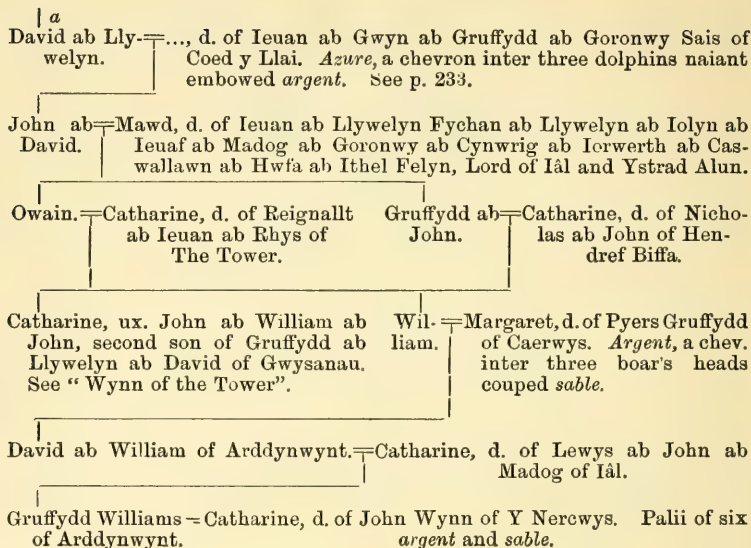 a
David ab Lly-=..., d. of Ieuan ab Gwyn ab Gruffydd ab Goronwy Sais of
welyn. Coed y Llai. Azure, a chevron inter three dolphins naiant
embowed argent. See p. 233.
John ab=Mawd, d. of Ieuan ab Llywelyn Fychan ab Llywelyn ab Iolyn ab
David. Ieuaf ab Madog ab Goronwy ab Cynwrig ab Iorwerth ab Cas-
wallawn ab Hwfa ab Ithel Felyn, Lord of Iâl and Ystrad Alun.
Owain.=Catharine, d. of Reignallt
ab Ieuan ab Rhys of
The Tower.
Gruffydd ab=Catharine, d. of Nicho-
John. las ab John of Hen-
dref Biffa.
Catharine, ux. John ab William ab
John, second son of Gruffydd ab
Llywelyn ab David of Gwysanau.
See "Wynn of the Tower".
Wil-=Margaret, d. of Pyers Gruffydd
liam. of Caerwys. Argent, a chev.
inter three boar's heads
couped sable.
David ab William of Arddynwynt.=Catharine, d. of Lewys ab John ab
Madog of Iâl.
Gruffydd Williams=Catharine, d. of John Wynn of Y Nercwys. Palii of six
of Arddynwynt. argent and sable.